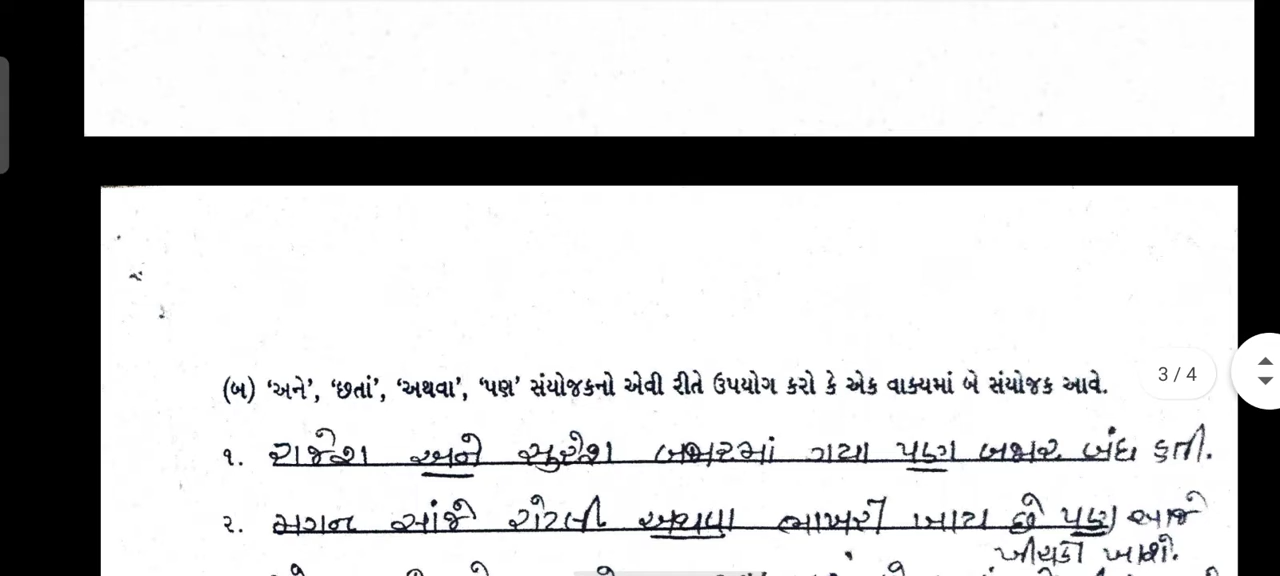 (બ) 'અને', 'છતાં', 'અથવા', 'પણ' સંયોજકનો એવી રીતે ઉપયોગ કરો કે એક વાક્યમાં બે સંયોજક આવે.
3 / 4
૧. રાજેશ અને સુરેશ બજારમાં ગયા પણ બજાર બંધ હતી.
૨. મગન સાંજે રોટલી અથવા ભાખરી ખાય છે પણ આજે
ખીચડી ખાશે.